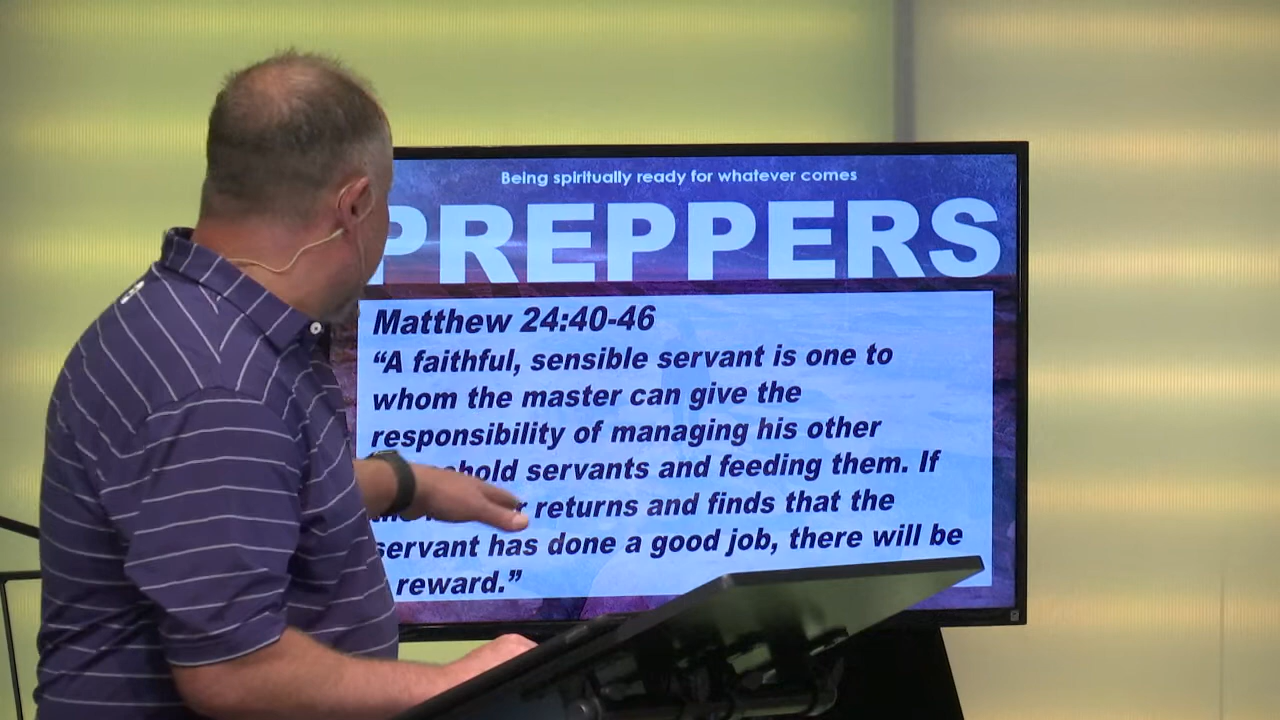 Being spiritually ready for whatever comes
PREPPERS
Matthew 24:40-46
“A faithful, sensible servant is one to
whom the master can give the
responsibility of managing his other
servants and feeding them. If
returns and finds that the
servant has done a good job, there will be
reward.”